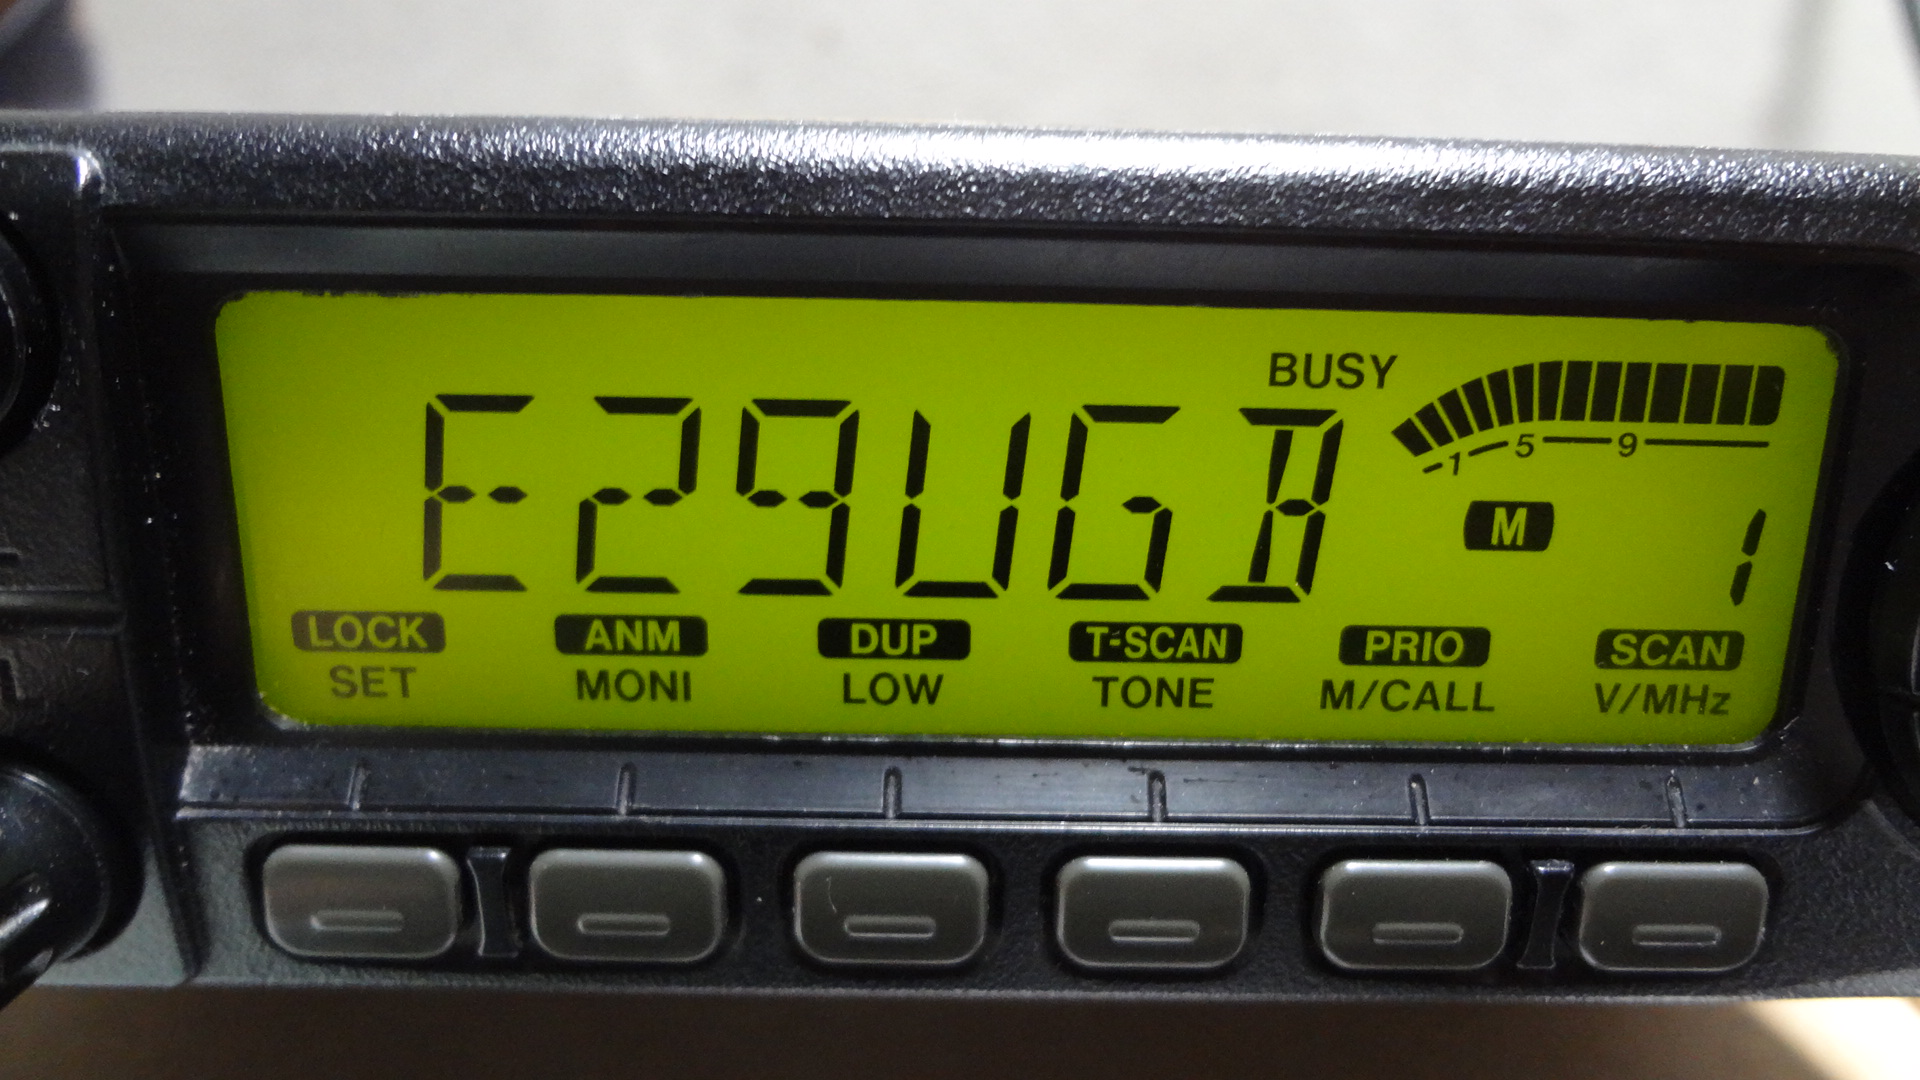 BUSY
E29UGB
1 5 9
M 1
LOCK ANM DUP T-SCAN PRIO SCAN
SET MONI LOW TONE M/CALL V/MHz